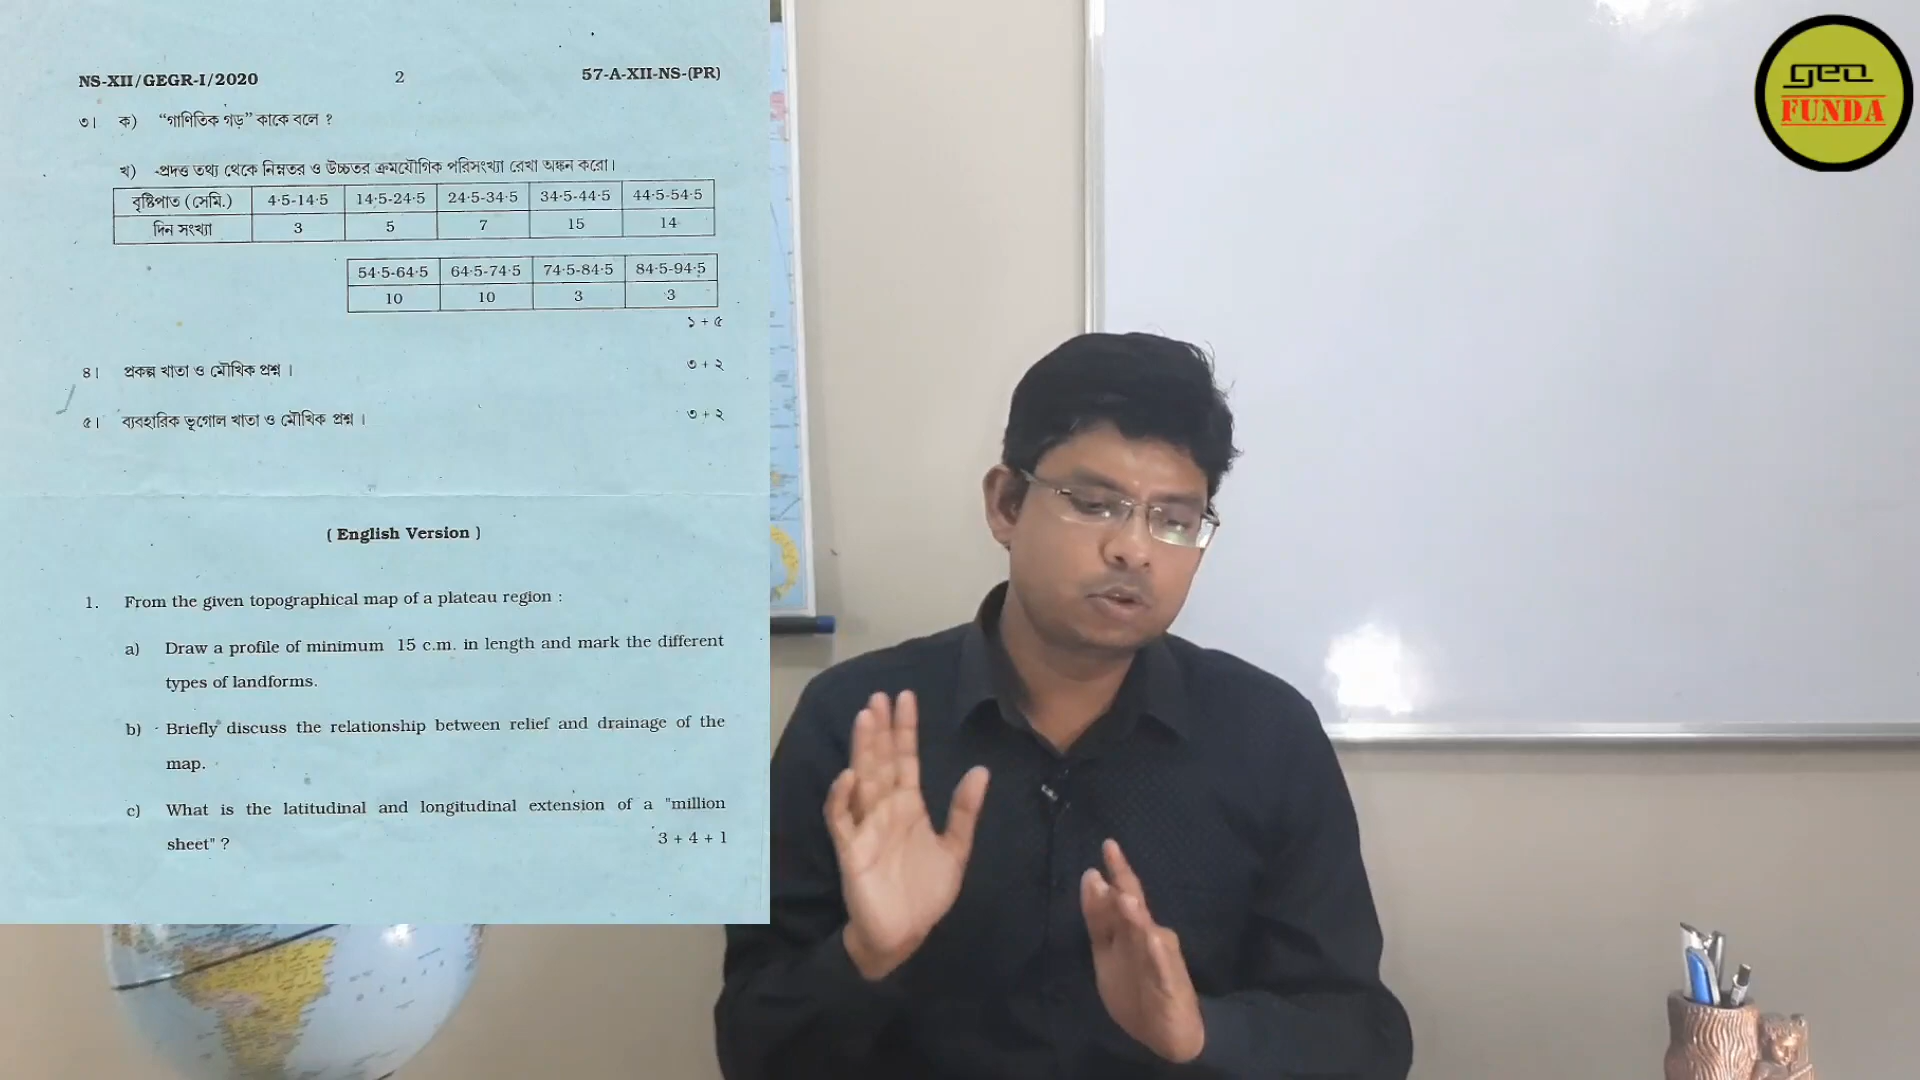 NS-XII/GEGR-I/2020 2 57-A-XII-NS-(PR)
৩। ক) “গাণিতিক গড়” কাকে বলে ?
খ) প্রদত্ত তথ্য থেকে নিম্নতর ও উচ্চতর ক্রমযৌগিক পরিসংখ্যা রেখা অঙ্কন করো।
বৃষ্টিপাত (সেমি.) 4·5-14·5 14·5-24·5 24·5-34·5 34·5-44·5 44·5-54·5
দিন সংখ্যা 3 5 7 15 14
54·5-64·5 64·5-74·5 74·5-84·5 84·5-94·5
10 10 3 3
১ + ৫
৪। প্রকল্প খাতা ও মৌখিক প্রশ্ন । ৩ + ২
৫। ব্যবহারিক ভূগোল খাতা ও মৌখিক প্রশ্ন । ৩ + ২
( English Version )
1. From the given topographical map of a plateau region :
a) Draw a profile of minimum 15 c.m. in length and mark the different
types of landforms.
b) Briefly discuss the relationship between relief and drainage of the
map.
c) What is the latitudinal and longitudinal extension of a "million
sheet" ? 3 + 4 + 1
geo
FUNDA